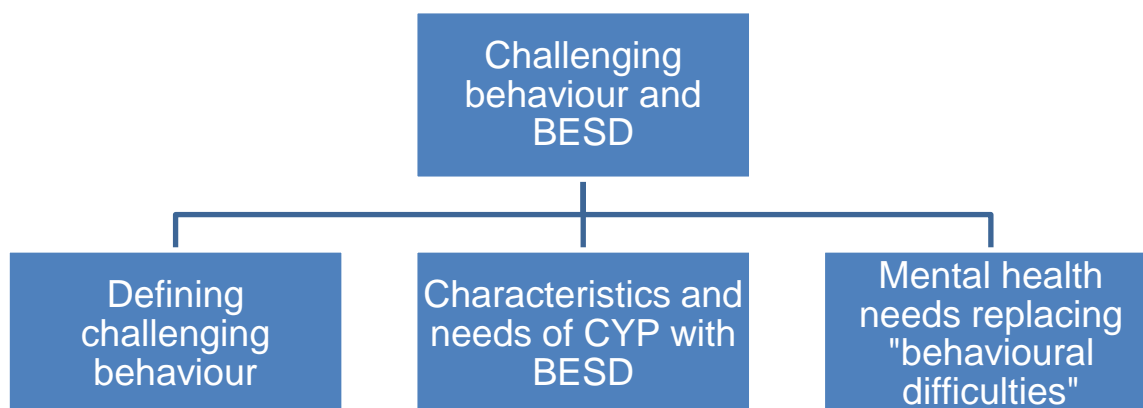 Challenging
behaviour and
BESD
Defining
challenging
behaviour
Characteristics and
needs of CYP with
BESD
Mental health
needs replacing
"behavioural
difficulties"